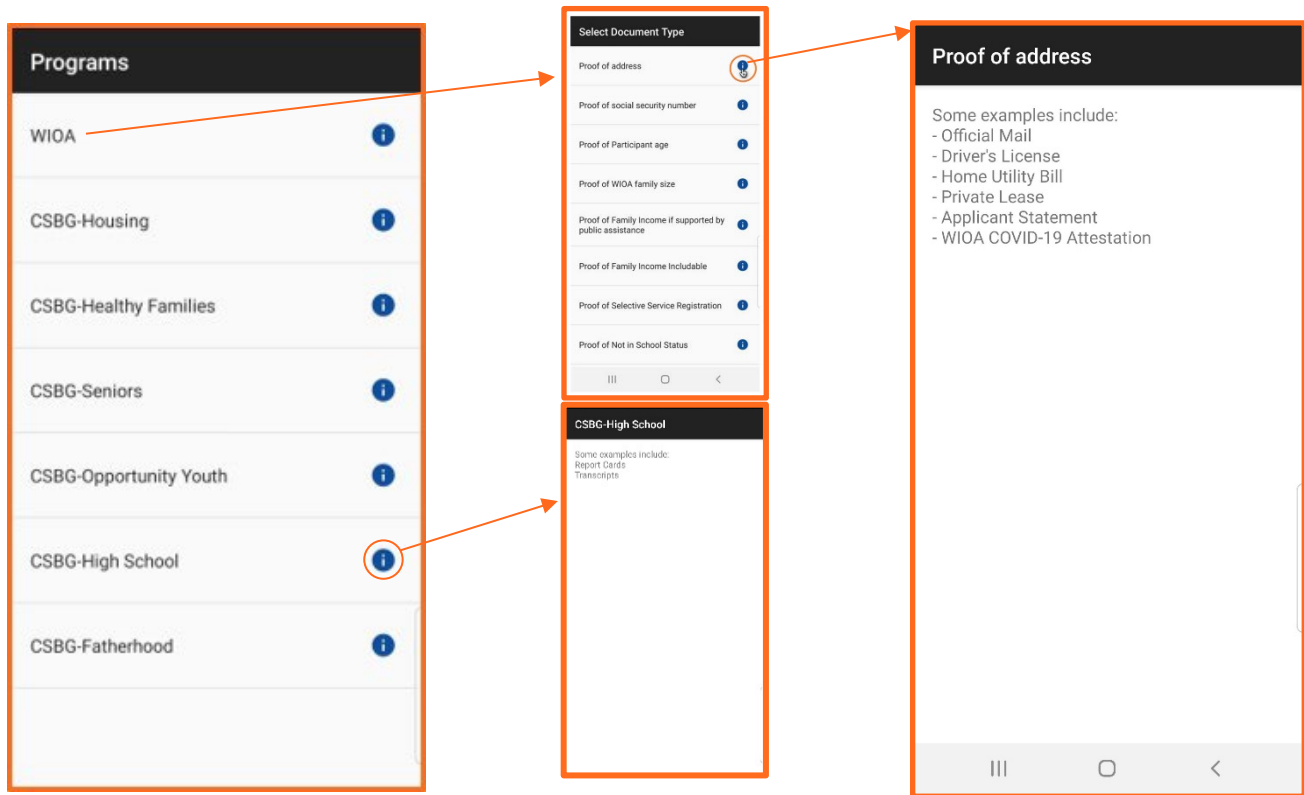 Programs
WIOA
CSBG-Housing
CSBG-Healthy Families
CSBG-Seniors
CSBG-Opportunity Youth
CSBG-High School
CSBG-Fatherhood
Select Document Type
Proof of address
Proof of social security number
Proof of Participant age
Proof of WIOA family size
Proof of Family Income if supported by
public assistance
Proof of Family Income Includable
Proof of Selective Service Registration
Proof of Not in School Status
CSBG-High School
Some examples include:
Report Cards
Transcripts
Proof of address
Some examples include:
- Official Mail
- Driver's License
- Home Utility Bill
- Private Lease
- Applicant Statement
- WIOA COVID-19 Attestation